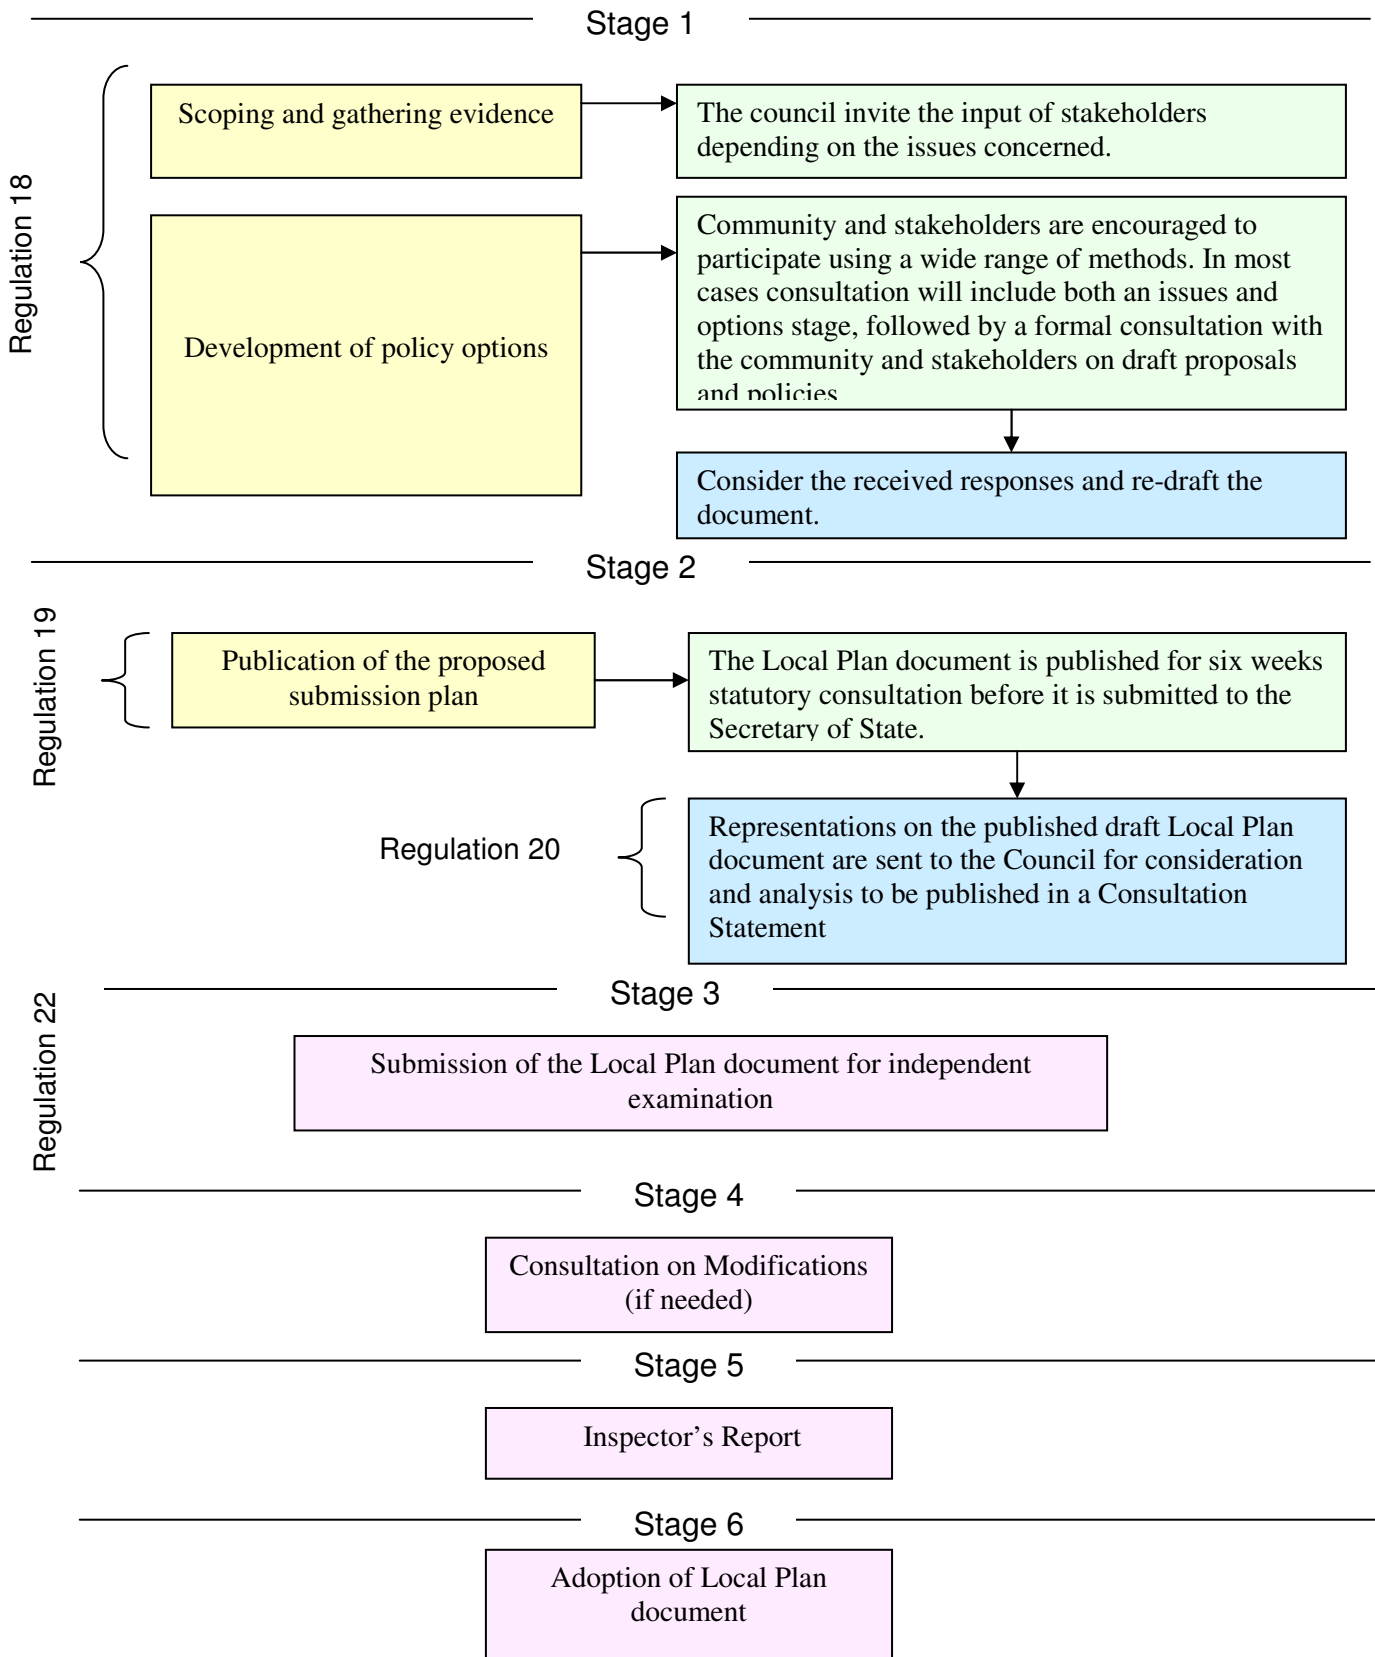 Stage 1
Regulation 18
Scoping and gathering evidence
The council invite the input of stakeholders
depending on the issues concerned.
Development of policy options
Community and stakeholders are encouraged to
participate using a wide range of methods. In most
cases consultation will include both an issues and
options stage, followed by a formal consultation with
the community and stakeholders on draft proposals
and policies
Consider the received responses and re-draft the
document.
Stage 2
Regulation 19
Publication of the proposed
submission plan
The Local Plan document is published for six weeks
statutory consultation before it is submitted to the
Secretary of State.
Regulation 20
Representations on the published draft Local Plan
document are sent to the Council for consideration
and analysis to be published in a Consultation
Statement
Stage 3
Regulation 22
Submission of the Local Plan document for independent
examination
Stage 4
Consultation on Modifications
(if needed)
Stage 5
Inspector’s Report
Stage 6
Adoption of Local Plan
document